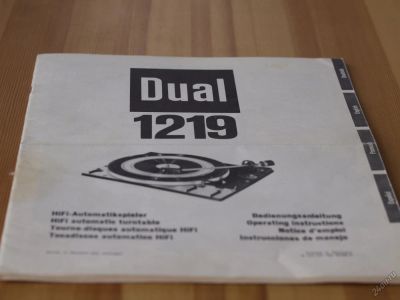 Dual
1219
HiFi-Automatikspieler
HiFi automatic turntable
Tourne-disques automatique HiFi
Tocadiscos automatico HiFi
Bedienungsanleitung
Operating instructions
Notice d'emploi
Instrucciones de manejo